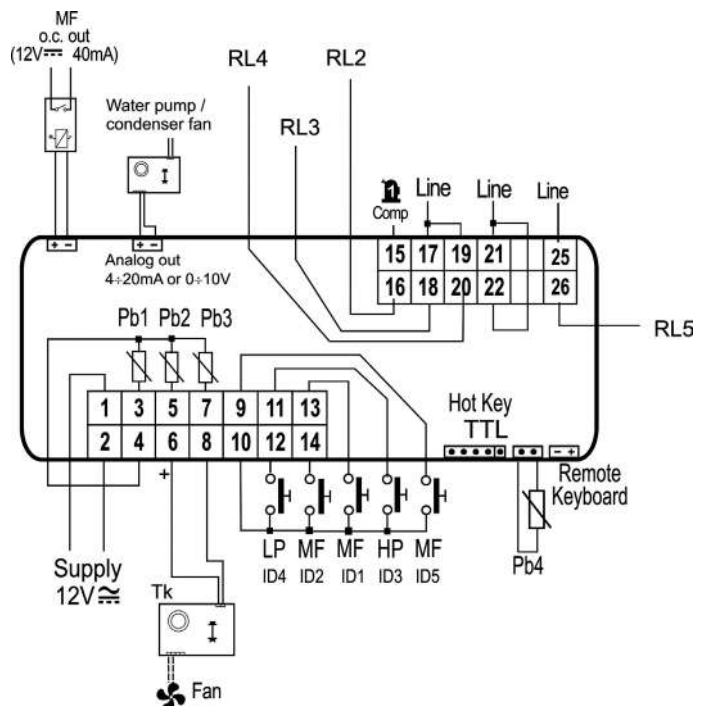 MF
o.c. out
(12V⎓ 40mA)
RL4
RL2
Water pump /
condenser fan
RL3
1
Comp
Line
Line
Line
+ -
+ -
15 17 19 21 25
16 18 20 22 26
Analog out
4÷20mA or 0÷10V
Pb1 Pb2 Pb3
RL5
1 3 5 7 9 11 13
2 4 6 8 10 12 14
Hot Key
TTL
- +
+
Remote
Keyboard
LP MF MF HP MF
ID4 ID2 ID1 ID3 ID5
Pb4
Supply
12V≂
Tk
Fan